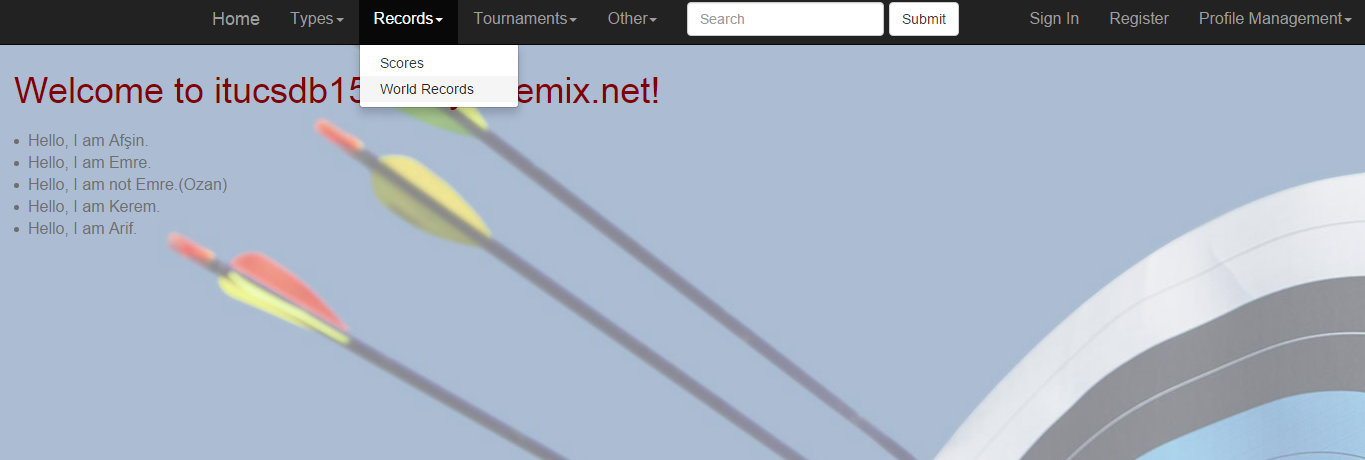 Home Types Records Tournaments Other Search Submit Sign In Register Profile Management
Scores
World Records
Welcome to itucsdb15 emix.net!
Hello, I am Afşin.
Hello, I am Emre.
Hello, I am not Emre.(Ozan)
Hello, I am Kerem.
Hello, I am Arif.